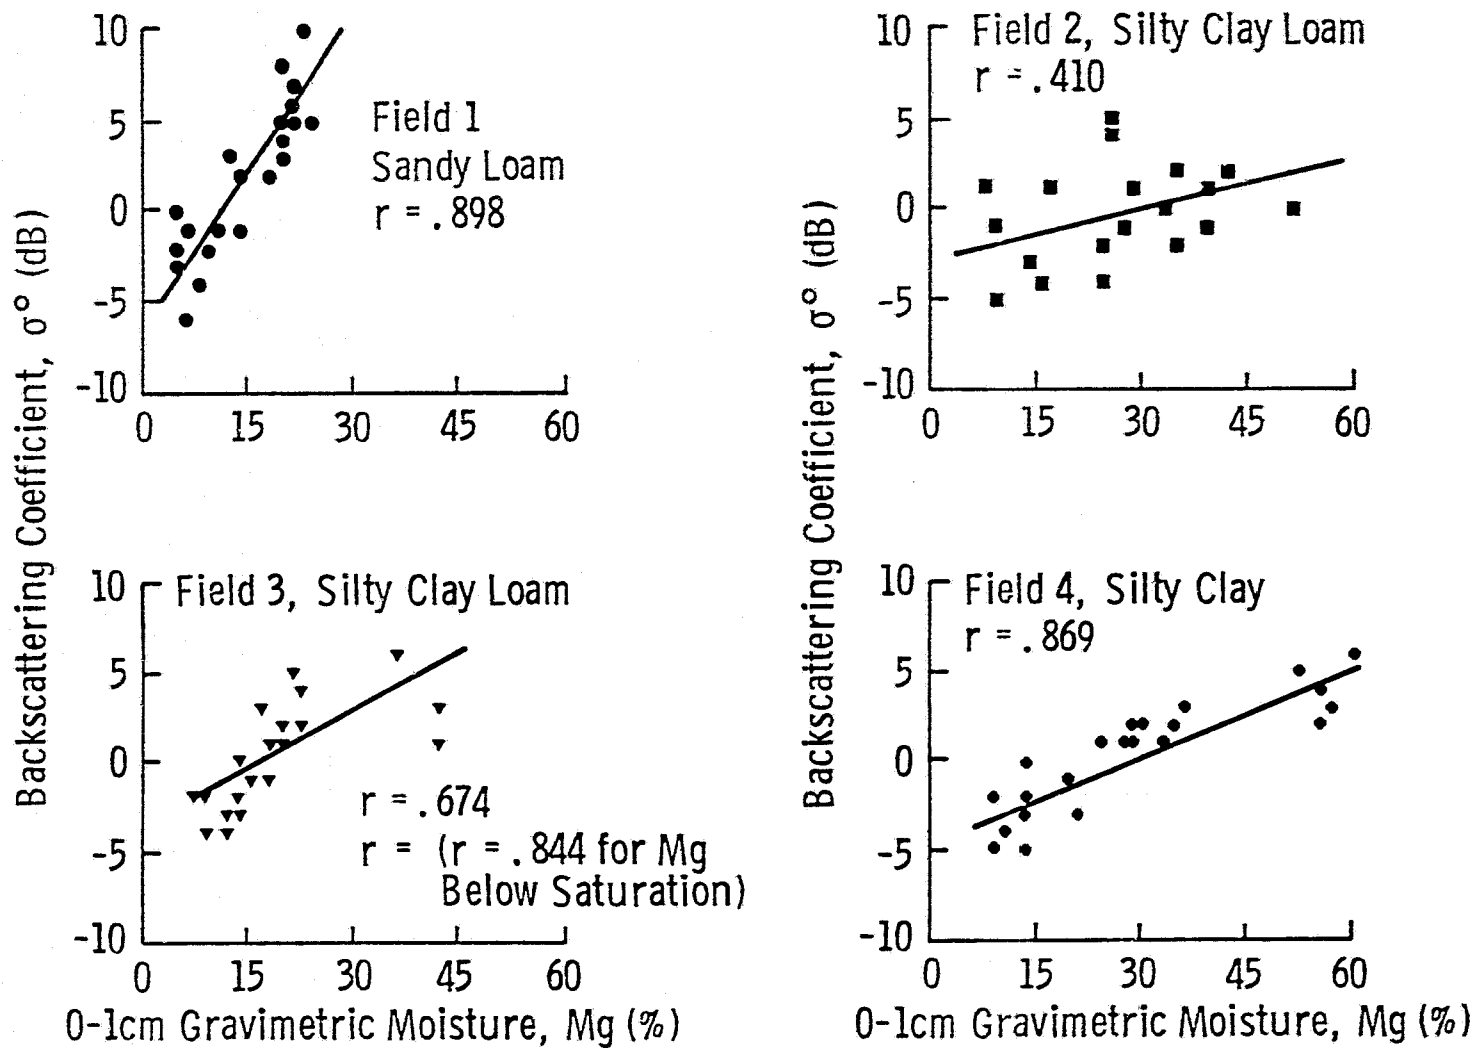 10
5
0
-5
-10
0 15 30 45 60
Field 1
Sandy Loam
r = .898
10
5
0
-5
-10
0 15 30 45 60
Field 2, Silty Clay Loam
r = .410
Backscattering Coefficient, σ° (dB)
Backscattering Coefficient, σ° (dB)
10
5
0
-5
-10
0 15 30 45 60
Field 3, Silty Clay Loam
r = .674
r = (r = .844 for Mg
Below Saturation)
0-1cm Gravimetric Moisture, Mg (%)
10
5
0
-5
-10
0 15 30 45 60
Field 4, Silty Clay
r = .869
0-1cm Gravimetric Moisture, Mg (%)